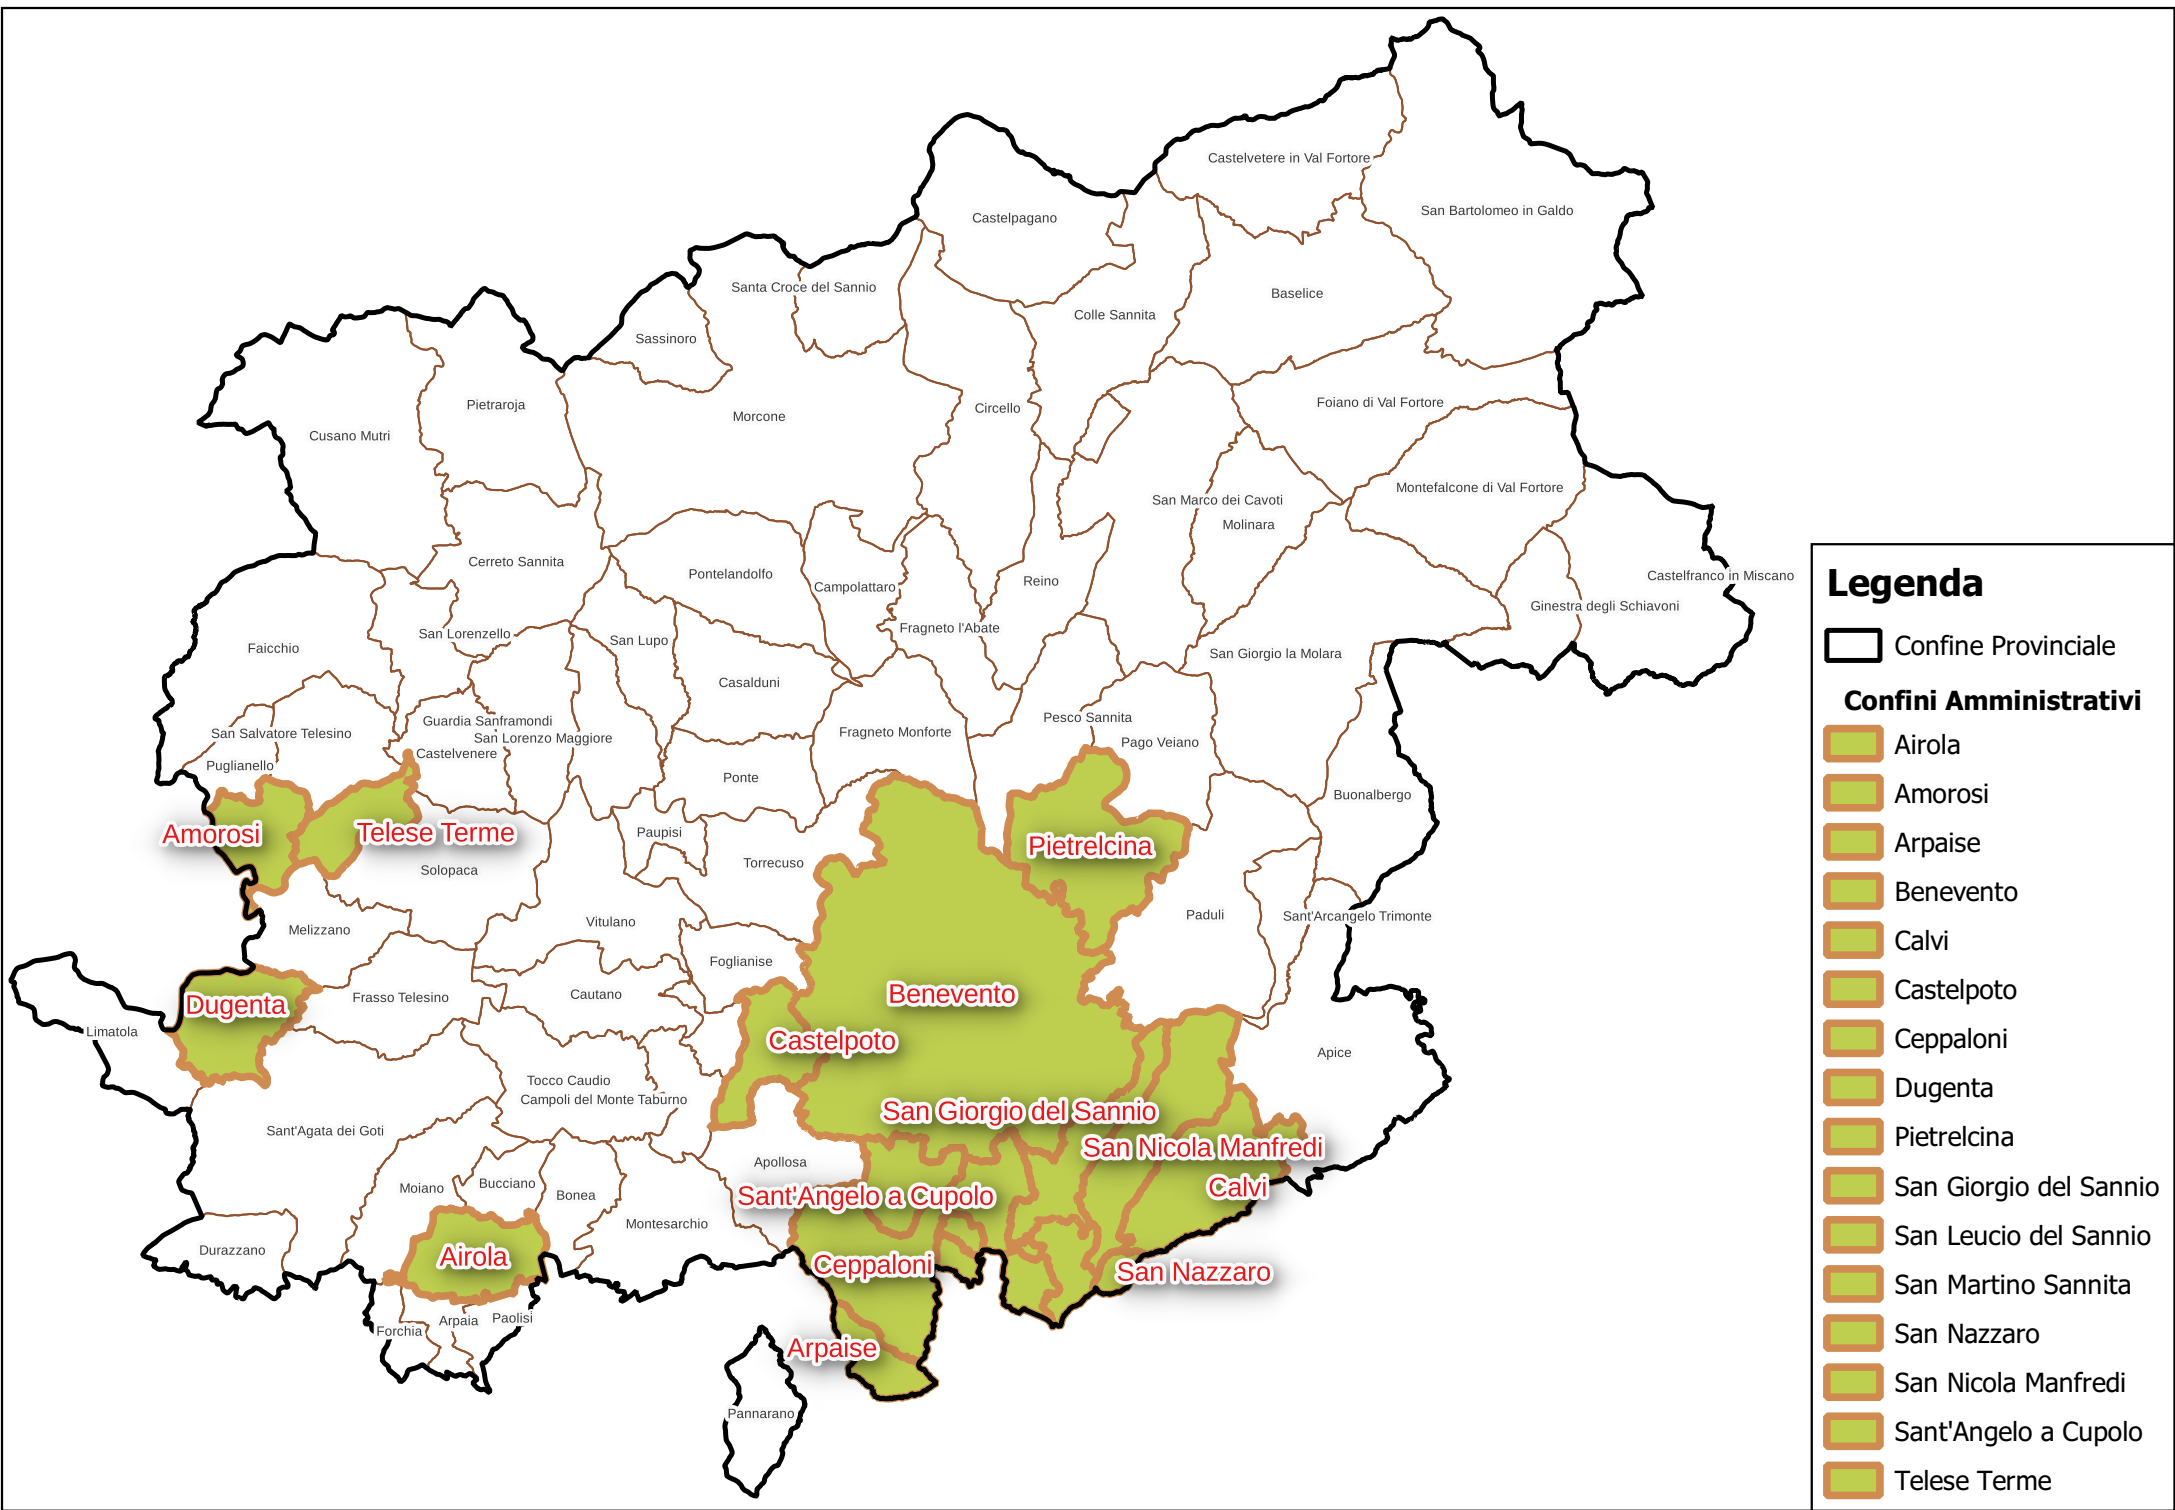 Castelvetere in Val Fortore
San Bartolomeo in Galdo
Castelpagano
Santa Croce del Sannio
Baselice
Colle Sannita
Sassinoro
Pietraroja
Foiano di Val Fortore
Circello
Morcone
Cusano Mutri
Montefalcone di Val Fortore
San Marco dei Cavoti
Molinara
Cerreto Sannita
Pontelandolfo
Campolattaro
Reino
Castelfranco in Miscano
Ginestra degli Schiavoni
Fragneto l'Abate
San Lorenzello
San Lupo
Faicchio
San Giorgio la Molara
Casalduni
Pesco Sannita
Guardia Sanframondi
San Salvatore Telesino
Fragneto Monforte
San Lorenzo Maggiore
Pago Veiano
Castelvenere
Puglianello
Ponte
Buonalbergo
Amorosi
Telese Terme
Paupisi
Pietrelcina
Torrecuso
Solopaca
Paduli
Sant'Arcangelo Trimonte
Vitulano
Melizzano
Foglianise
Benevento
Cautano
Frasso Telesino
Dugenta
Limatola
Castelpoto
Apice
Tocco Caudio
Campoli del Monte Taburno
San Giorgio del Sannio
Sant'Agata dei Goti
San Nicola Manfredi
Apollosa
Bucciano
Moiano
Calvi
Bonea
Sant'Angelo a Cupolo
Montesarchio
Durazzano
Airola
Ceppaloni
San Nazzaro
Paolisi
Arpaia
Forchia
Arpaise
Pannarano
Legenda
Confine Provinciale
Confini Amministrativi
Airola
Amorosi
Arpaise
Benevento
Calvi
Castelpoto
Ceppaloni
Dugenta
Pietrelcina
San Giorgio del Sannio
San Leucio del Sannio
San Martino Sannita
San Nazzaro
San Nicola Manfredi
Sant'Angelo a Cupolo
Telese Terme